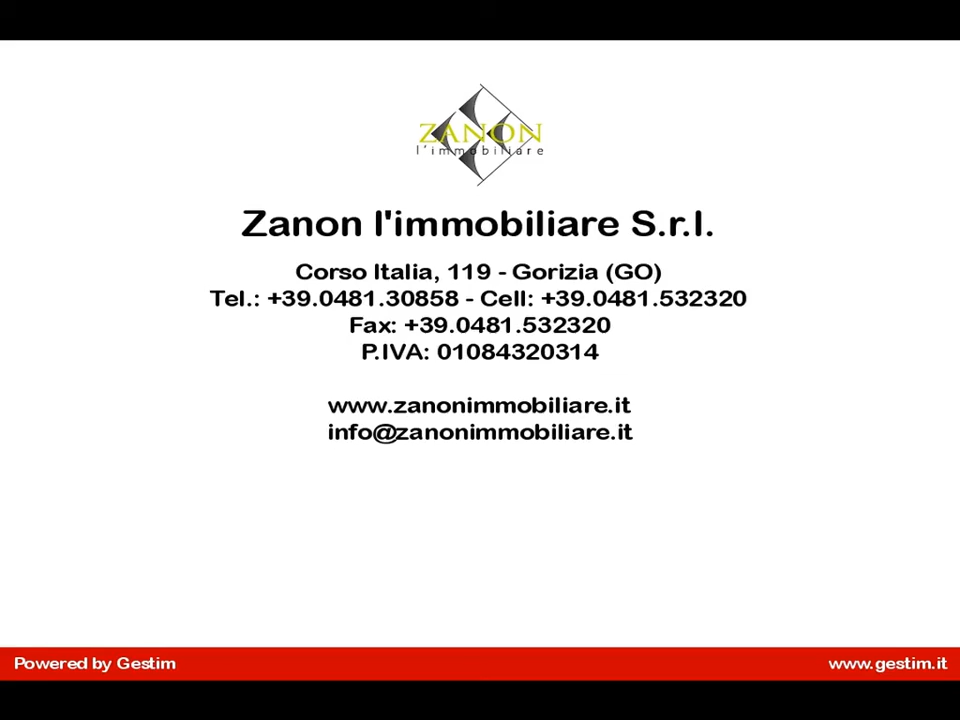 ZANON
l'immobiliare
Zanon l'immobiliare S.r.l.
Corso Italia, 119 - Gorizia (GO)
Tel.: +39.0481.30858 - Cell: +39.0481.532320
Fax: +39.0481.532320
P.IVA: 01084320314
www.zanonimmobiliare.it
info@zanonimmobiliare.it
Powered by Gestim
www.gestim.it